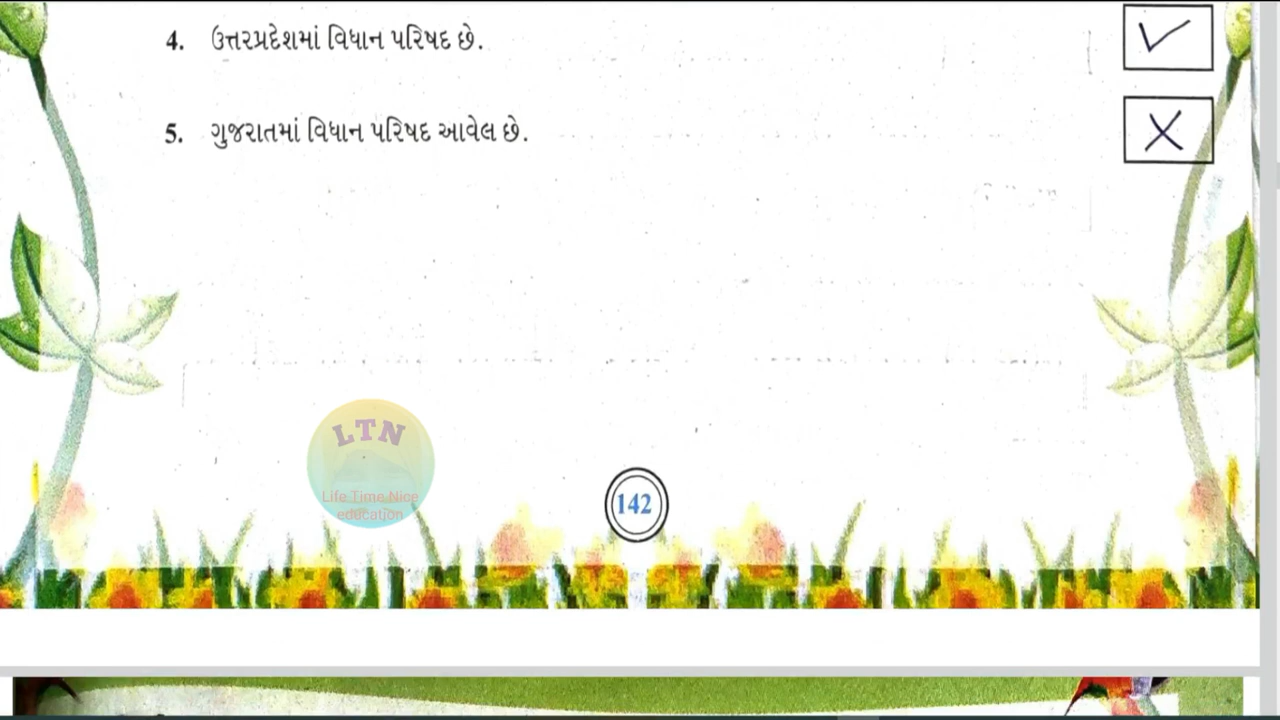 4. ઉત્તરપ્રદેશમાં વિધાન પરિષદ છે. ✓
5. ગુજરાતમાં વિધાન પરિષદ આવેલ છે. X
LTN
Life Time Nice
education
142